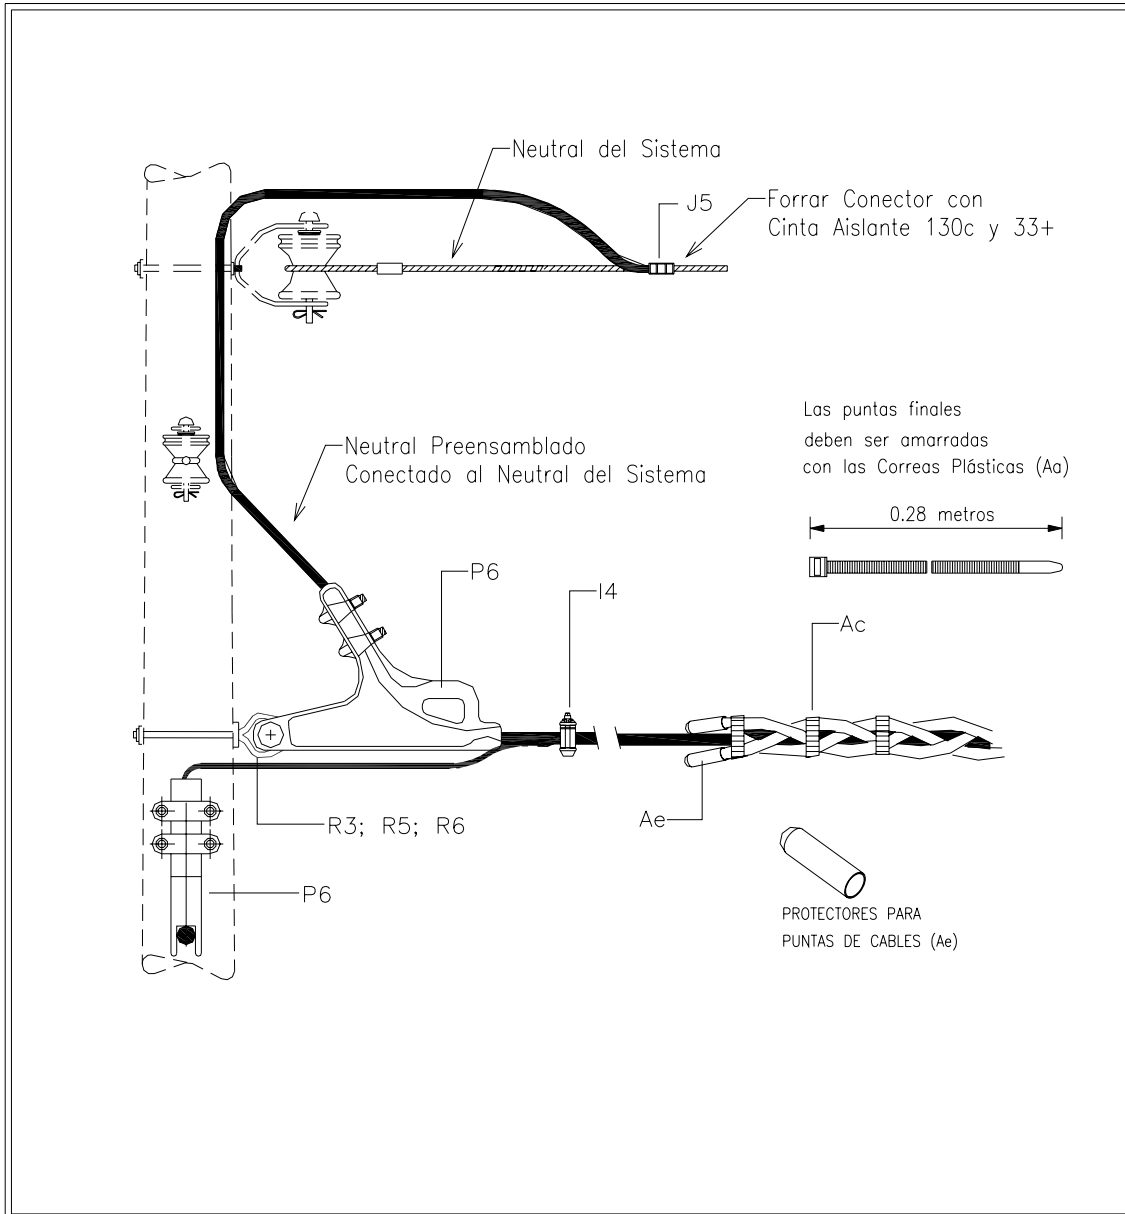 Neutral del Sistema
J5
Forrar Conector con
Cinta Aislante 130c y 33+
Las puntas finales
deben ser amarradas
con las Correas Plásticas (Aa)
0.28 metros
Neutral Preensamblado
Conectado al Neutral del Sistema
P6
I4
Ac
R3; R5; R6
Ae
P6
PROTECTORES PARA
PUNTAS DE CABLES (Ae)